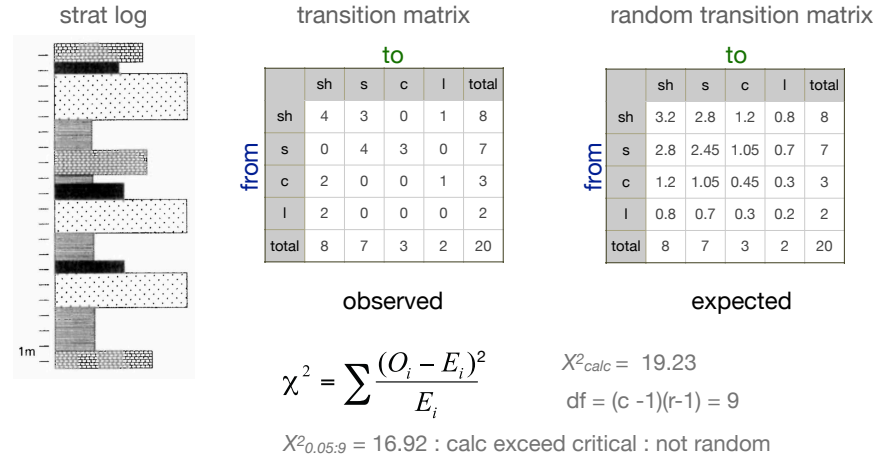 strat log
transition matrix
random transition matrix
to
to
sh s c l total
sh 4 3 0 1 8
s 0 4 3 0 7
c 2 0 0 1 3
l 2 0 0 0 2
total 8 7 3 2 20
from
sh s c l total
sh 3.2 2.8 1.2 0.8 8
s 2.8 2.45 1.05 0.7 7
c 1.2 1.05 0.45 0.3 3
l 0.8 0.7 0.3 0.2 2
total 8 7 3 2 20
from
observed
expected
1m
χ² = ∑ (Oᵢ − Eᵢ)² / Eᵢ
X²calc = 19.23
df = (c -1)(r-1) = 9
X²0.05:9 = 16.92 : calc exceed critical : not random